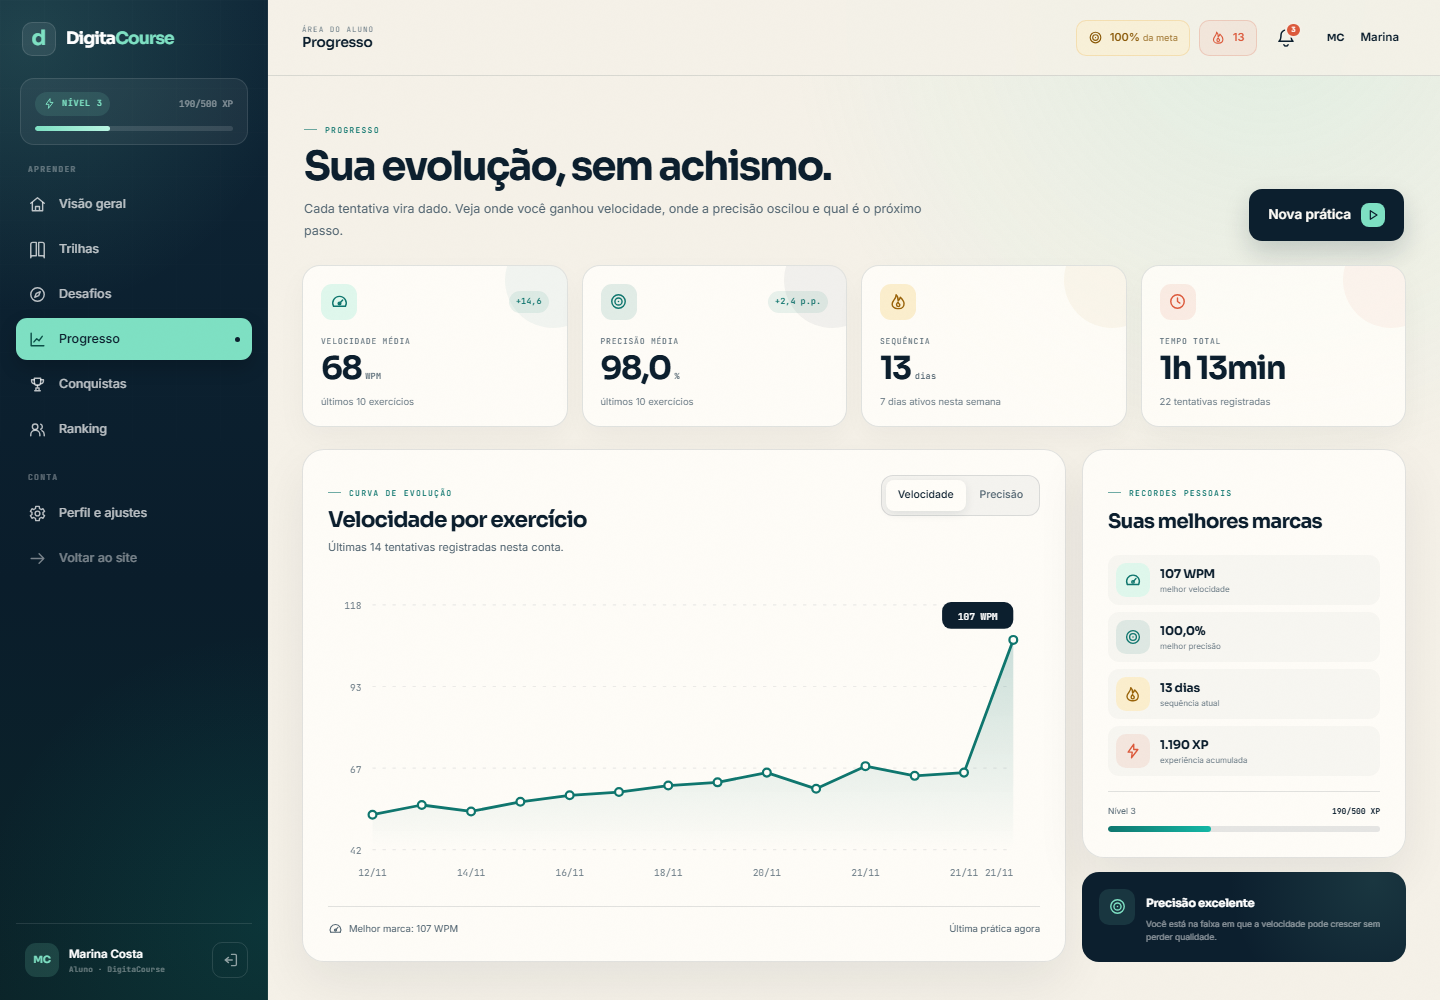 d DigitaCourse
NÍVEL 3 190/500 XP
APRENDER
Visão geral
Trilhas
Desafios
Progresso
Conquistas
Ranking
CONTA
Perfil e ajustes
Voltar ao site
MC Marina Costa
Aluno · DigitaCourse
ÁREA DO ALUNO
Progresso
100% da meta
13
3
MC Marina
PROGRESSO
Sua evolução, sem achismo.
Cada tentativa vira dado. Veja onde você ganhou velocidade, onde a precisão oscilou e qual é o próximo
passo.
Nova prática
+14,6
VELOCIDADE MÉDIA
68 WPM
últimos 10 exercícios
+2,4 p.p.
PRECISÃO MÉDIA
98,0 %
últimos 10 exercícios
SEQUÊNCIA
13 dias
7 dias ativos nesta semana
TEMPO TOTAL
1h 13min
22 tentativas registradas
CURVA DE EVOLUÇÃO
Velocidade por exercício
Últimas 14 tentativas registradas nesta conta.
Velocidade Precisão
107 WPM
118
93
67
42
12/11 14/11 16/11 18/11 20/11 21/11 21/11 21/11
Melhor marca: 107 WPM
Última prática agora
RECORDES PESSOAIS
Suas melhores marcas
107 WPM
melhor velocidade
100,0%
melhor precisão
13 dias
sequência atual
1.190 XP
experiência acumulada
Nível 3 190/500 XP
Precisão excelente
Você está na faixa em que a velocidade pode crescer sem
perder qualidade.